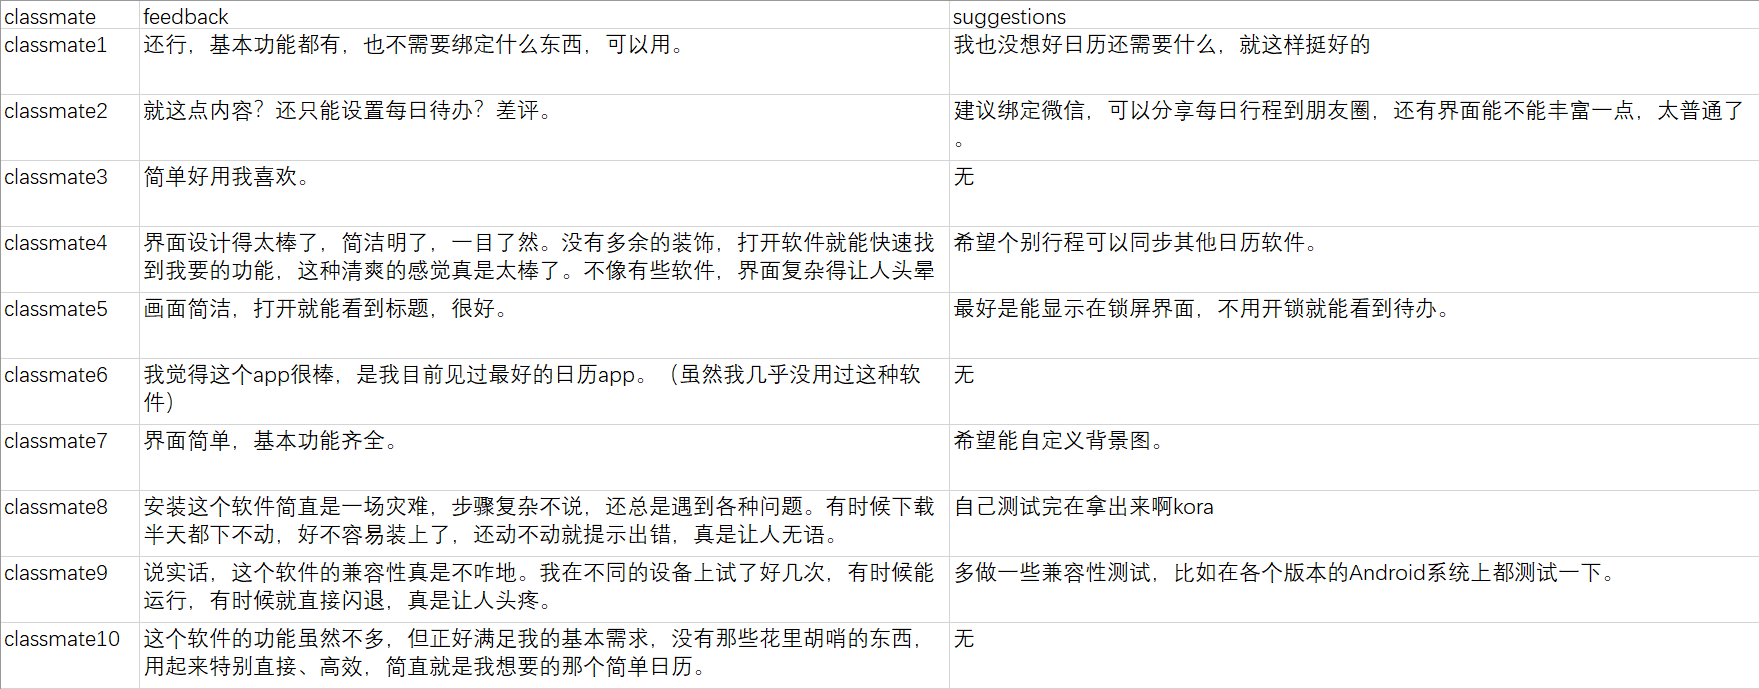 classmate feedback suggestions
classmate1 还行，基本功能都有，也不需要绑定什么东西，可以用。 我也没想好日历还需要什么，就这样挺好的
classmate2 就这点内容？还只能设置每日待办？差评。 建议绑定微信，可以分享每日行程到朋友圈，还有界面能不能丰富一点，太普通了
。
classmate3 简单好用我喜欢。 无
classmate4 界面设计得太棒了，简洁明了，一目了然。没有多余的装饰，打开软件就能快速找 希望个别行程可以同步其他日历软件。
到我要的功能，这种清爽的感觉真是太棒了。不像有些软件，界面复杂得让人头晕
classmate5 画面简洁，打开就能看到标题，很好。 最好是能显示在锁屏界面，不用开锁就能看到待办。
classmate6 我觉得这个app很棒，是我目前见过最好的日历app。（虽然我几乎没用过这种软 无
件）
classmate7 界面简单，基本功能齐全。 希望能自定义背景图。
classmate8 安装这个软件简直是一场灾难，步骤复杂不说，还总是遇到各种问题。有时候下载 自己测试完在拿出来啊kora
半天都下不动，好不容易装上了，还动不动就提示出错，真是让人无语。
classmate9 说实话，这个软件的兼容性真是不咋地。我在不同的设备上试了好几次，有时候能 多做一些兼容性测试，比如在各个版本的Android系统上都测试一下。
运行，有时候就直接闪退，真是让人头疼。
classmate10 这个软件的功能虽然不多，但正好满足我的基本需求，没有那些花里胡哨的东西， 无
用起来特别直接、高效，简直就是我想要的那个简单日历。